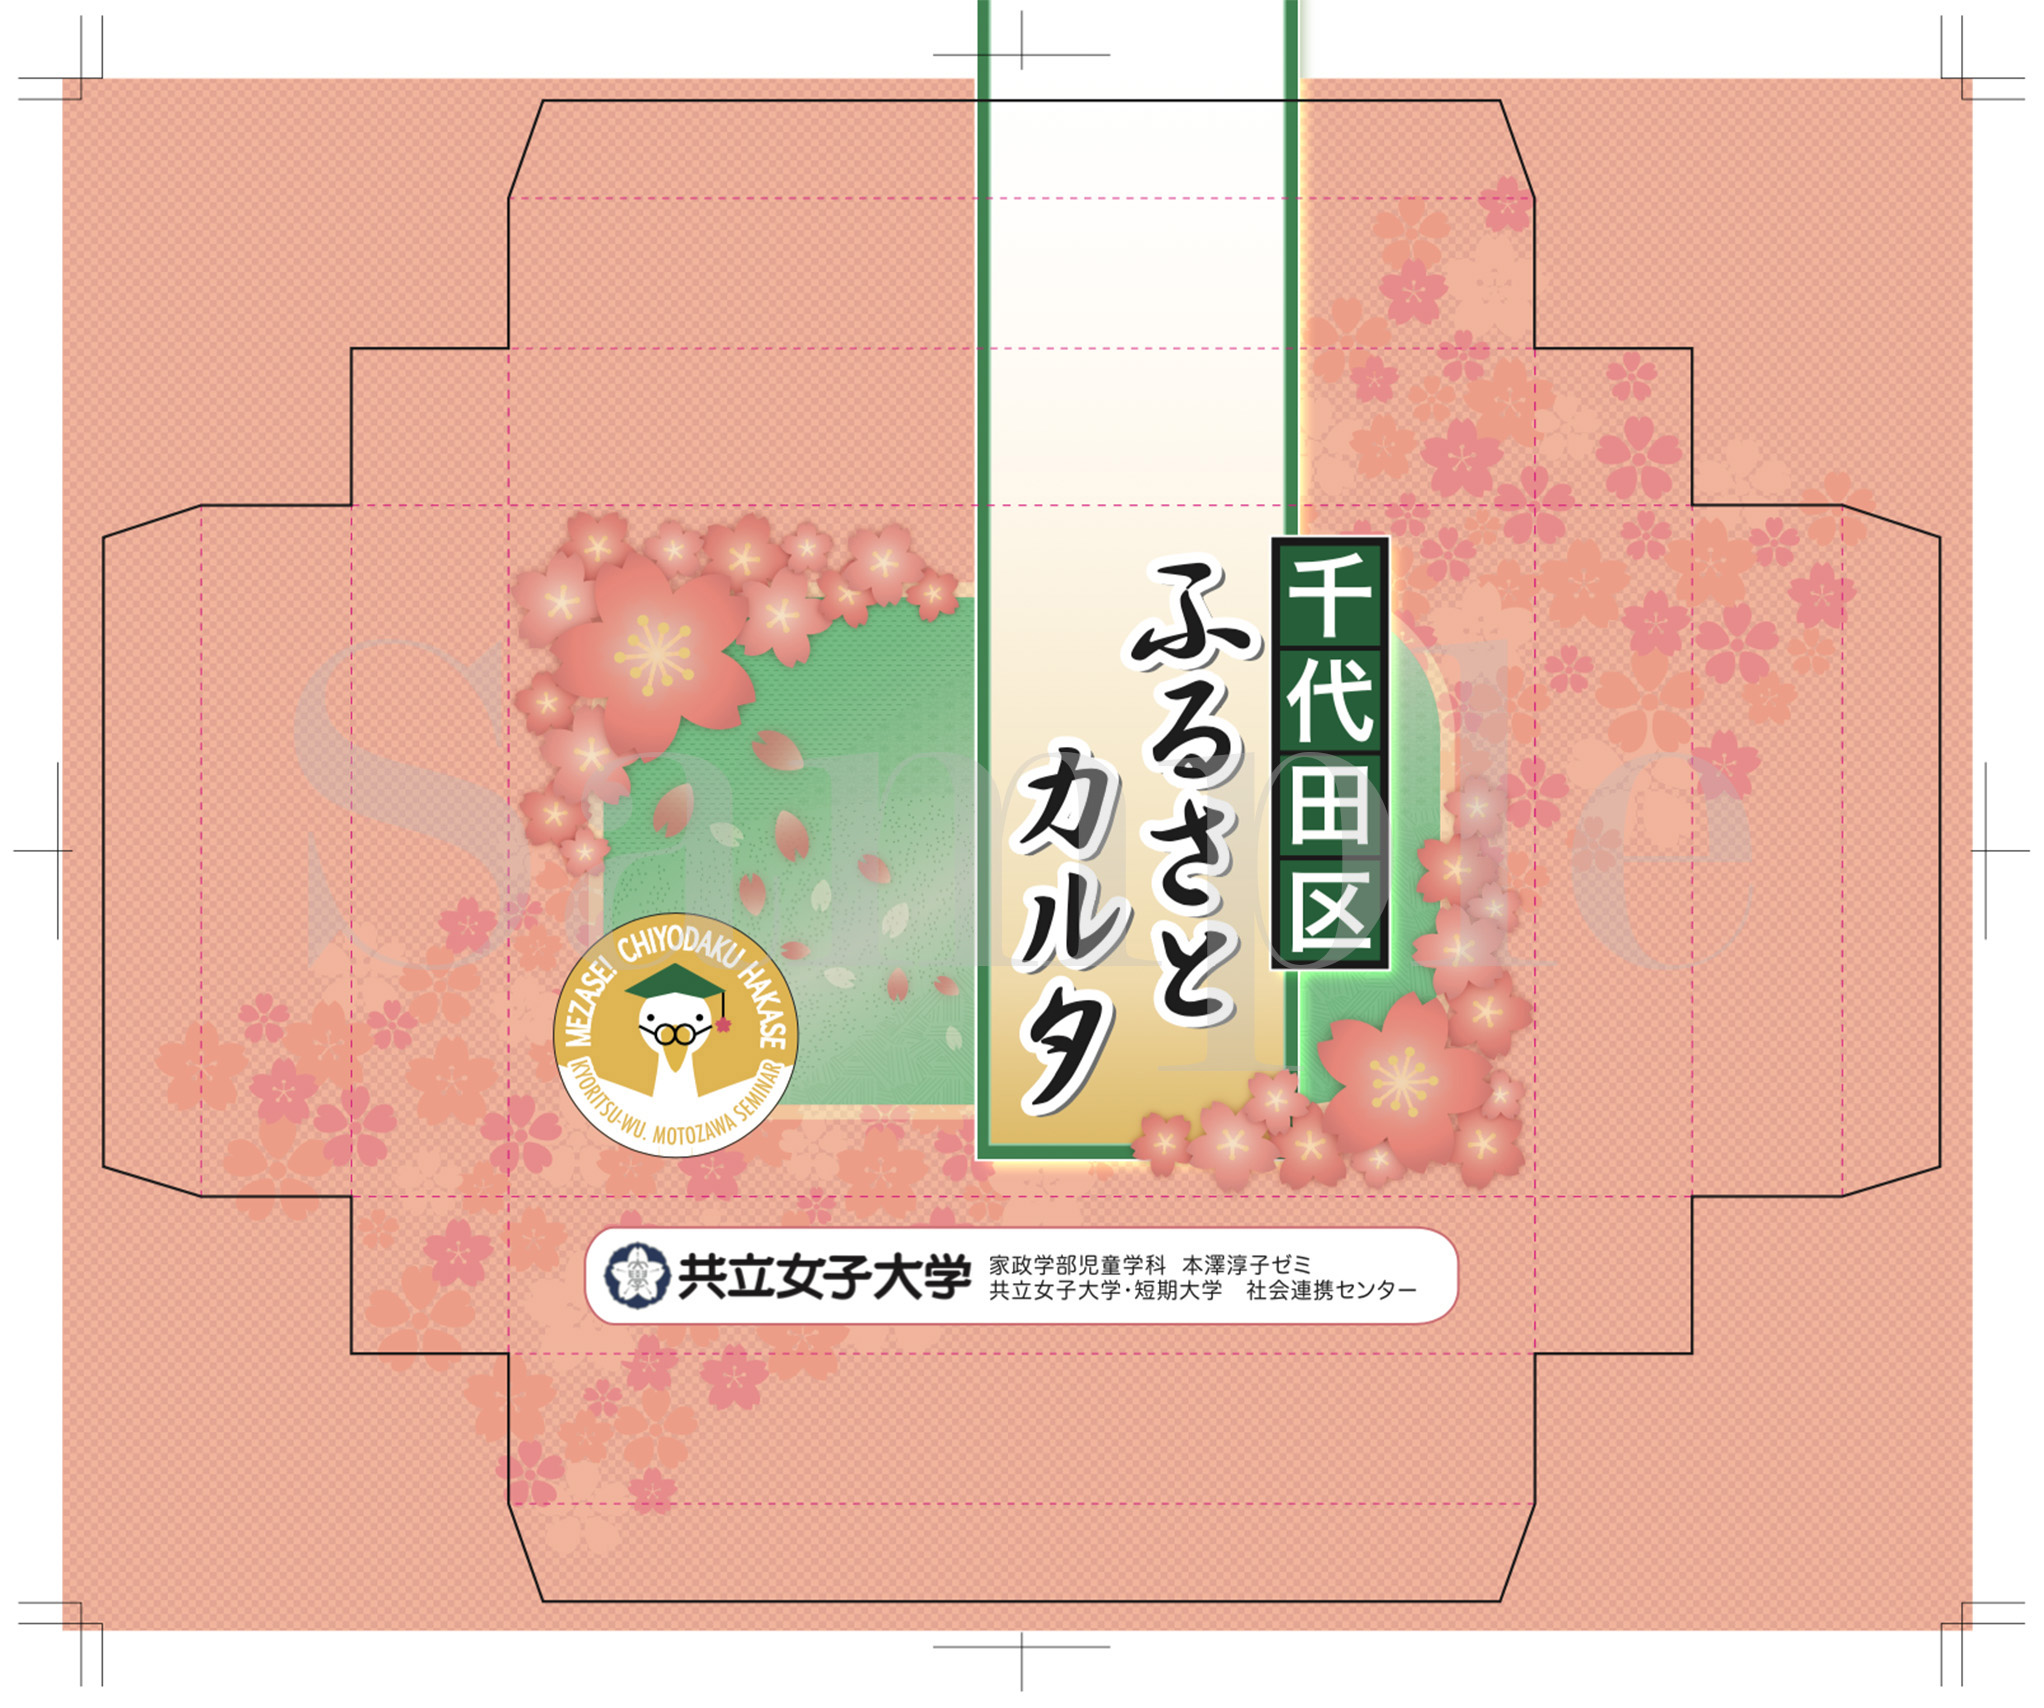 千代田区
ふるさと
カルタ
MEZASE! CHIYODAKU HAKASE
KYORITSU-WU. MOTOZAWA SEMINAR
共立女子大学
家政学部児童学科 本澤淳子ゼミ
共立女子大学・短期大学 社会連携センター
Sample